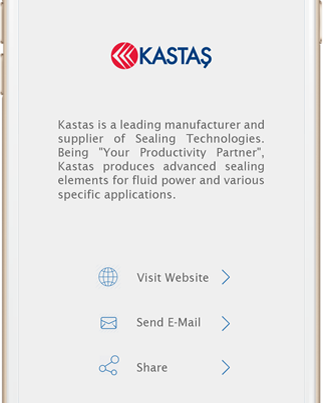 KASTAŞ
Kastas is a leading manufacturer and
supplier of Sealing Technologies.
Being "Your Productivity Partner",
Kastas produces advanced sealing
elements for fluid power and various
specific applications.
Visit Website
Send E-Mail
Share